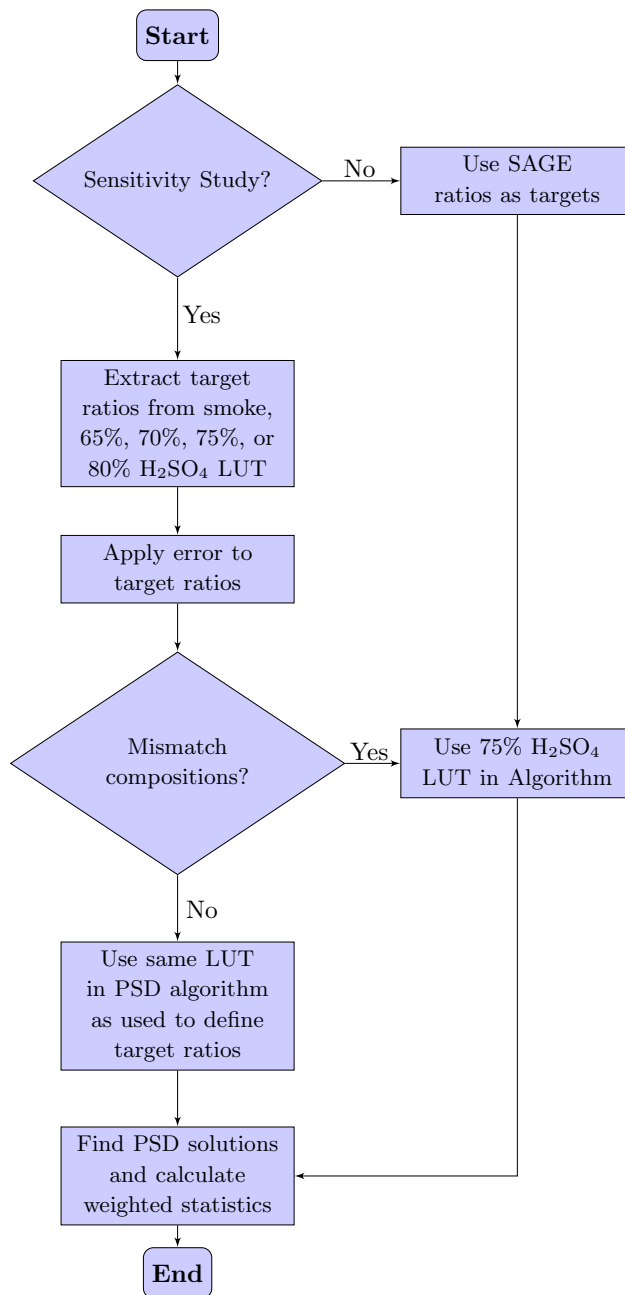 Start
Sensitivity Study?
No
Use SAGE
ratios as targets
Yes
Extract target
ratios from smoke,
65%, 70%, 75%, or
80% H₂SO₄ LUT
Apply error to
target ratios
Mismatch
compositions?
Yes
Use 75% H₂SO₄
LUT in Algorithm
No
Use same LUT
in PSD algorithm
as used to define
target ratios
Find PSD solutions
and calculate
weighted statistics
End